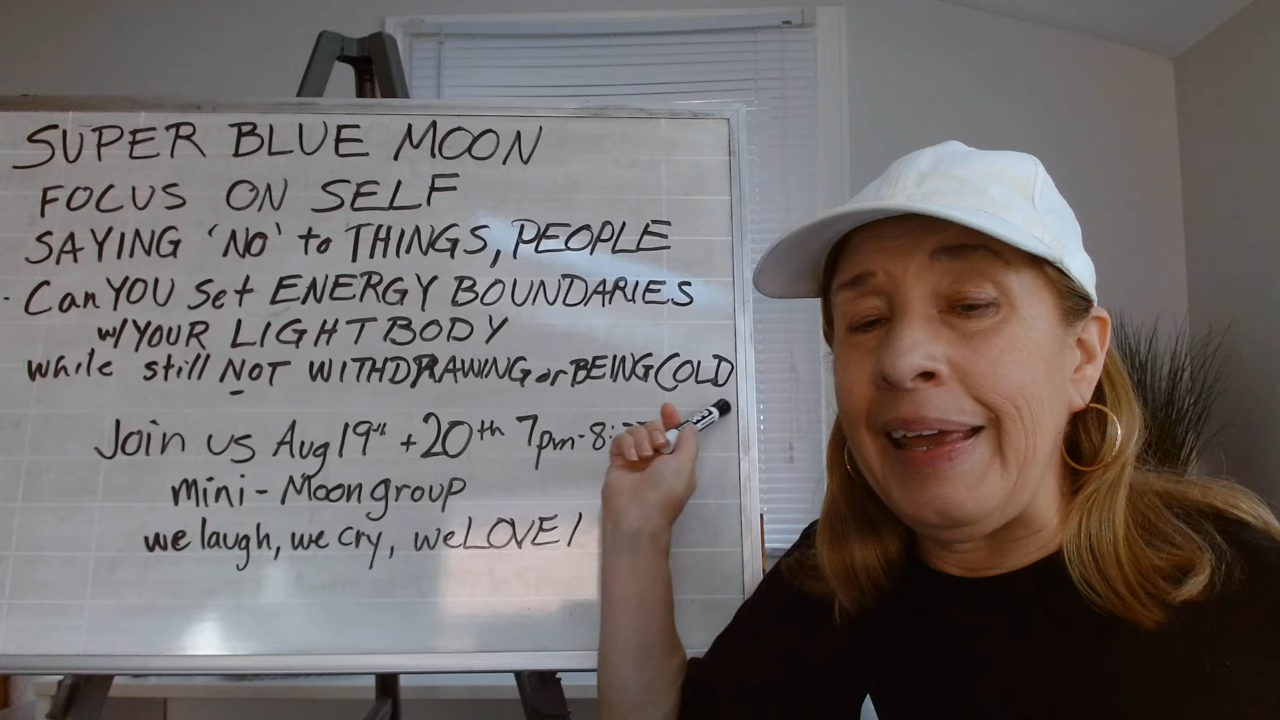 SUPER BLUE MOON
FOCUS ON SELF
SAYING 'NO' to THINGS, PEOPLE
· Can YOU Set ENERGY BOUNDARIES
w/YOUR LIGHTBODY
while still NOT WITHDRAWING or BEING COLD
Join us Aug 19th + 20th 7pm-8:
mini-Moongroup
we laugh, we cry, we LOVE!